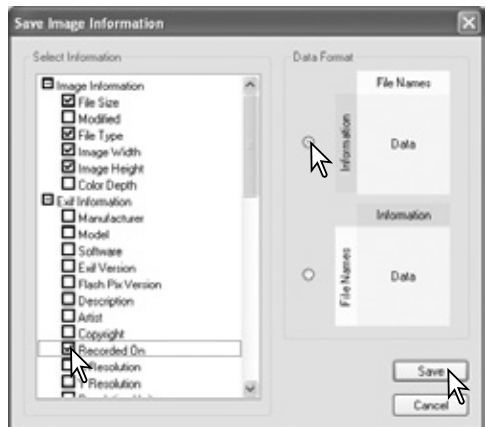 Save Image Information
Select Information
Image Information
File Size
Modified
File Type
Image Width
Image Height
Color Depth
Exif Information
Manufacturer
Model
Software
Exif Version
Flash Pix Version
Description
Artist
Copyright
Recorded On
Resolution
Resolution
Data Format
File Names
Information
Data
Information
File Names
Data
Save
Cancel